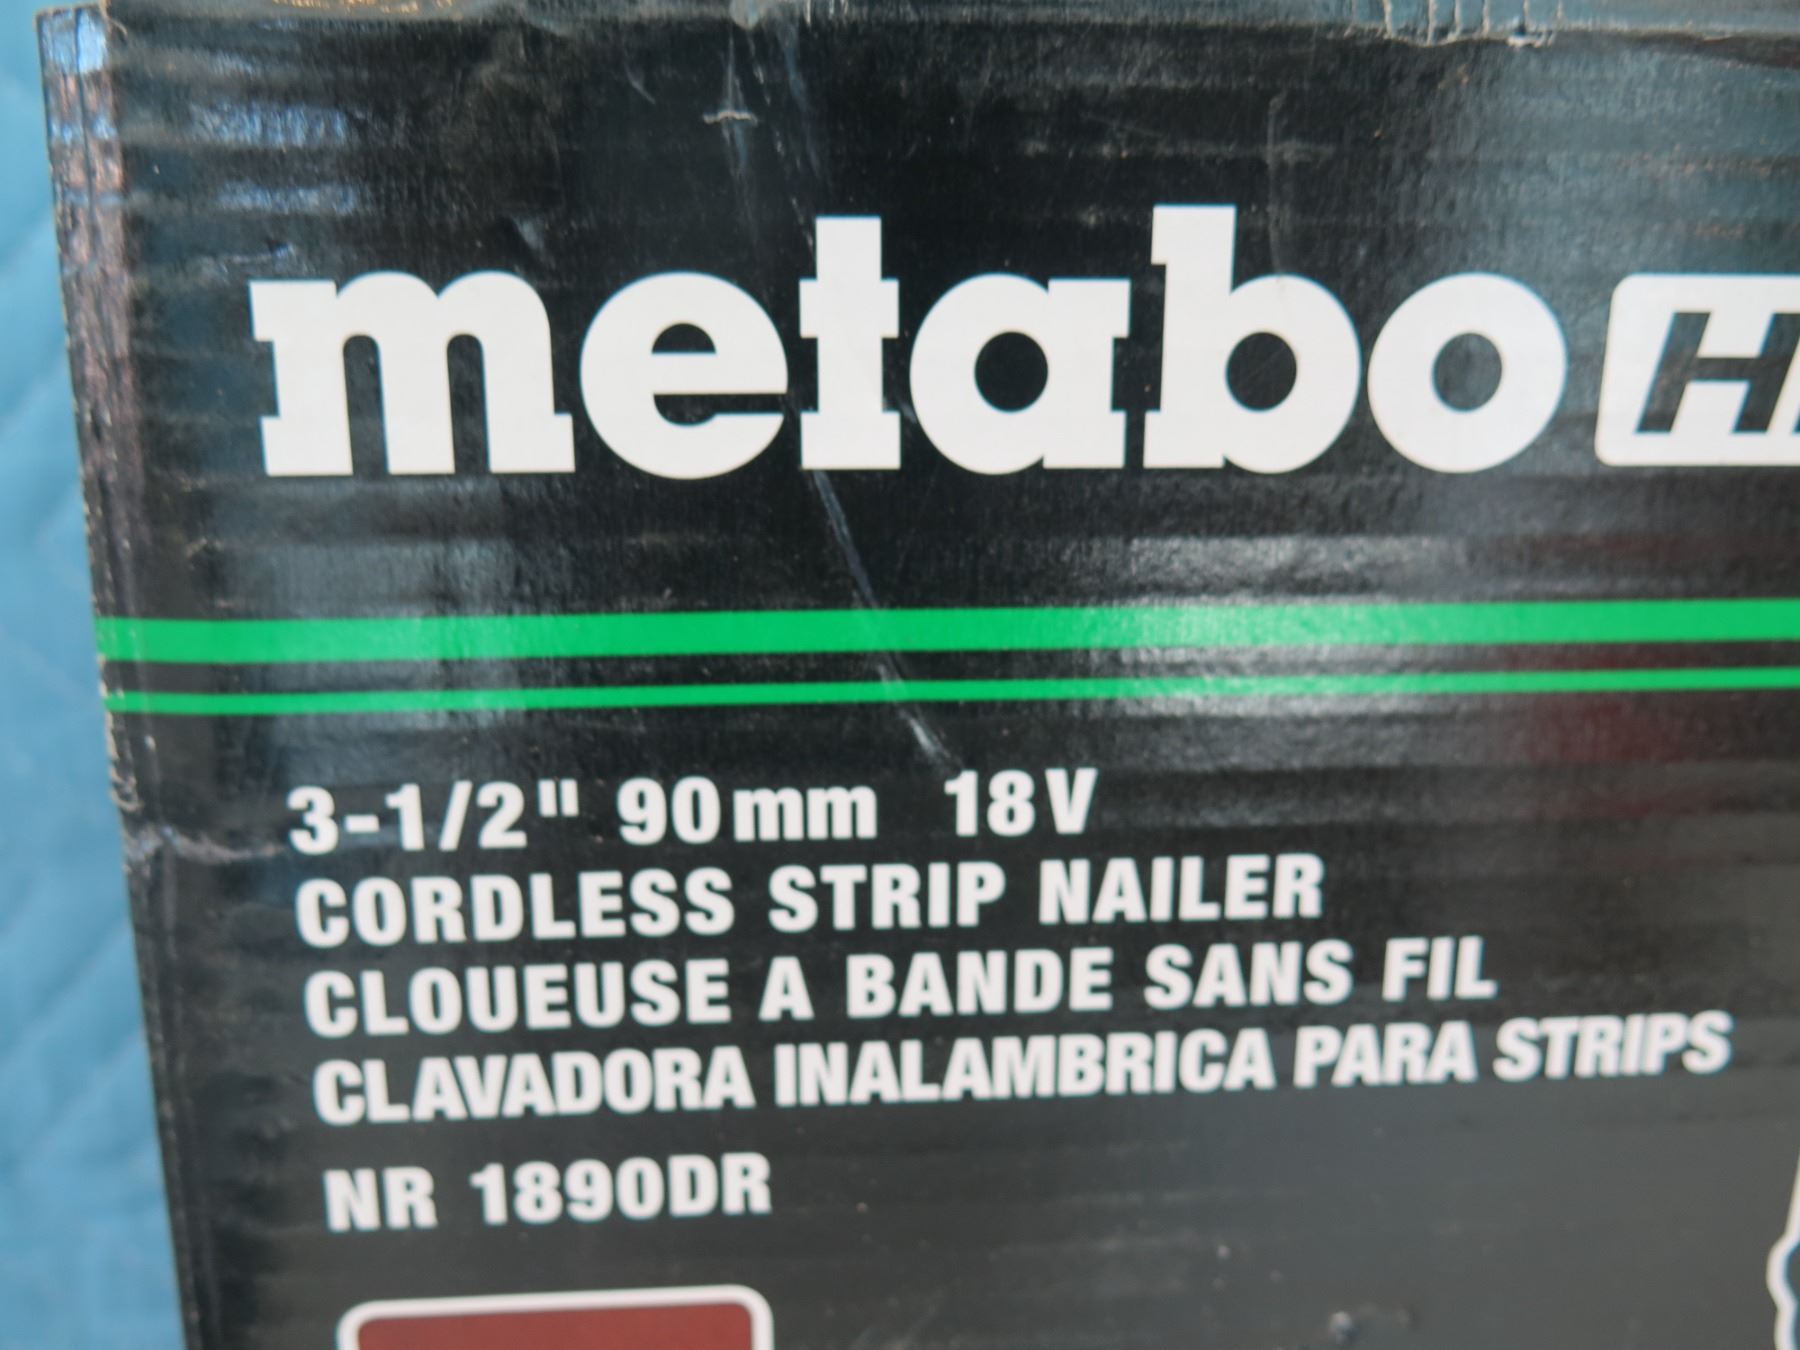 metabo H
3-1/2" 90mm 18V
CORDLESS STRIP NAILER
CLOUEUSE A BANDE SANS FIL
CLAVADORA INALAMBRICA PARA STRIPS
NR 1890DR